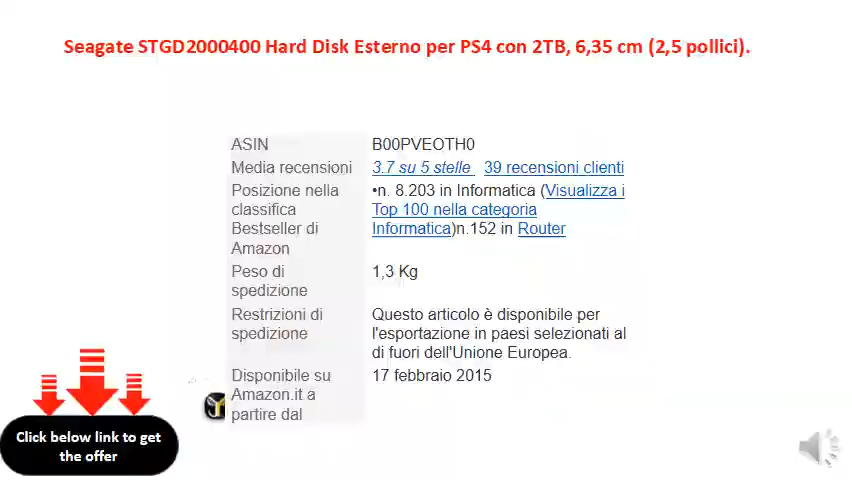 Seagate STGD2000400 Hard Disk Esterno per PS4 con 2TB, 6,35 cm (2,5 pollici).
ASIN B00PVEOTH0
Media recensioni 3.7 su 5 stelle 39 recensioni clienti
Posizione nella •n. 8.203 in Informatica (Visualizza i
classifica Top 100 nella categoria
Bestseller di Informatica)n.152 in Router
Amazon
Peso di 1,3 Kg
spedizione
Restrizioni di Questo articolo è disponibile per
spedizione l'esportazione in paesi selezionati al
di fuori dell'Unione Europea.
Disponibile su 17 febbraio 2015
Amazon.it a
partire dal
Click below link to get
the offer